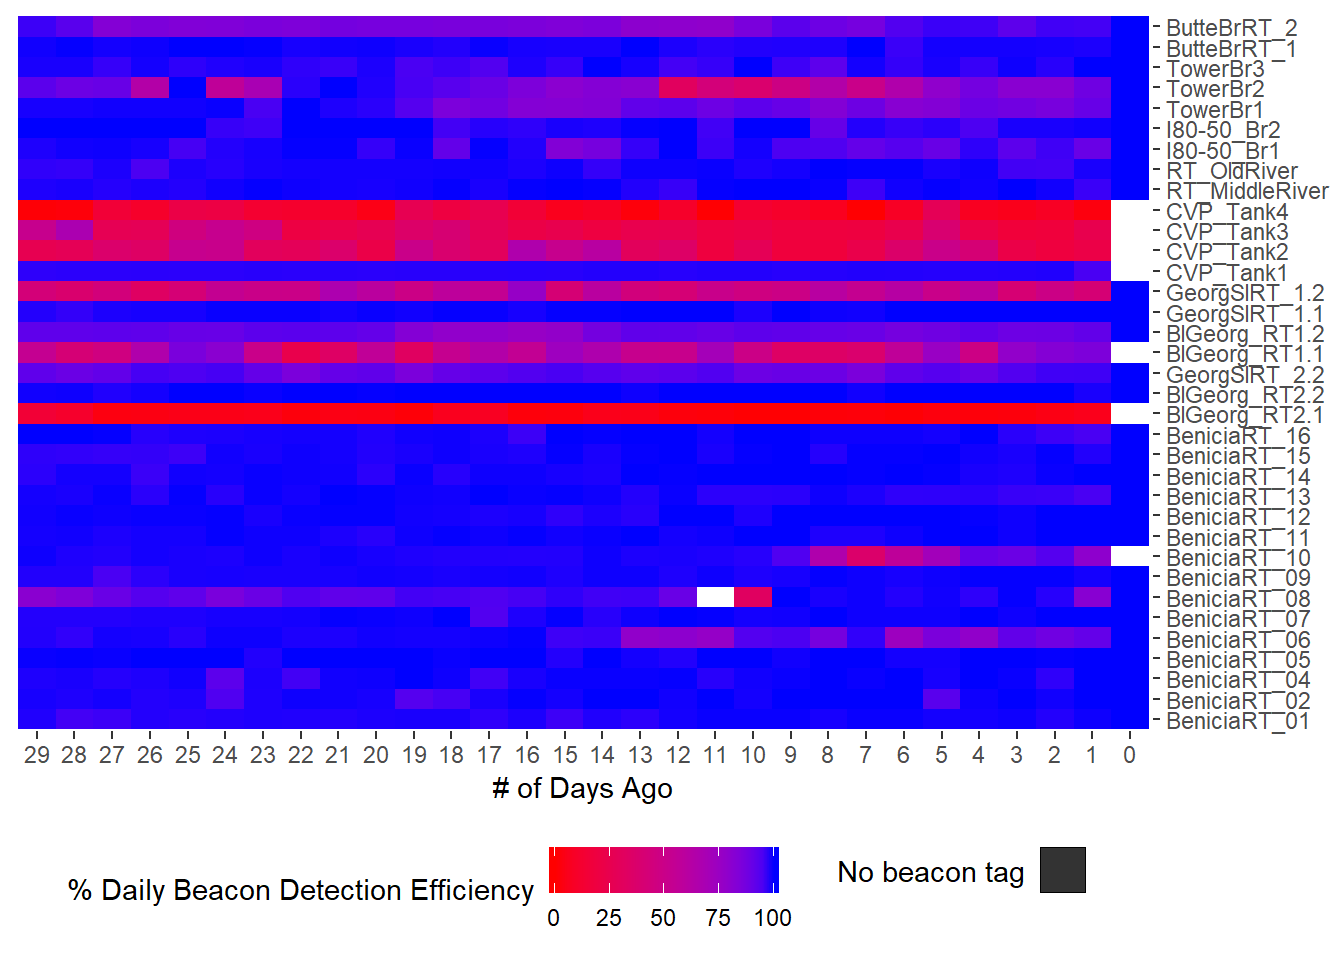 ButteBrRT_2
ButteBrRT_1
TowerBr3
TowerBr2
TowerBr1
I80-50_Br2
I80-50_Br1
RT_OldRiver
RT_MiddleRiver
CVP_Tank4
CVP_Tank3
CVP_Tank2
CVP_Tank1
GeorgSlRT_1.2
GeorgSlRT_1.1
BlGeorg_RT1.2
BlGeorg_RT1.1
GeorgSlRT_2.2
BlGeorg_RT2.2
BlGeorg_RT2.1
BeniciaRT_16
BeniciaRT_15
BeniciaRT_14
BeniciaRT_13
BeniciaRT_12
BeniciaRT_11
BeniciaRT_10
BeniciaRT_09
BeniciaRT_08
BeniciaRT_07
BeniciaRT_06
BeniciaRT_05
BeniciaRT_04
BeniciaRT_02
BeniciaRT_01
29 28 27 26 25 24 23 22 21 20 19 18 17 16 15 14 13 12 11 10 9 8 7 6 5 4 3 2 1 0
# of Days Ago
% Daily Beacon Detection Efficiency
0 25 50 75 100
No beacon tag